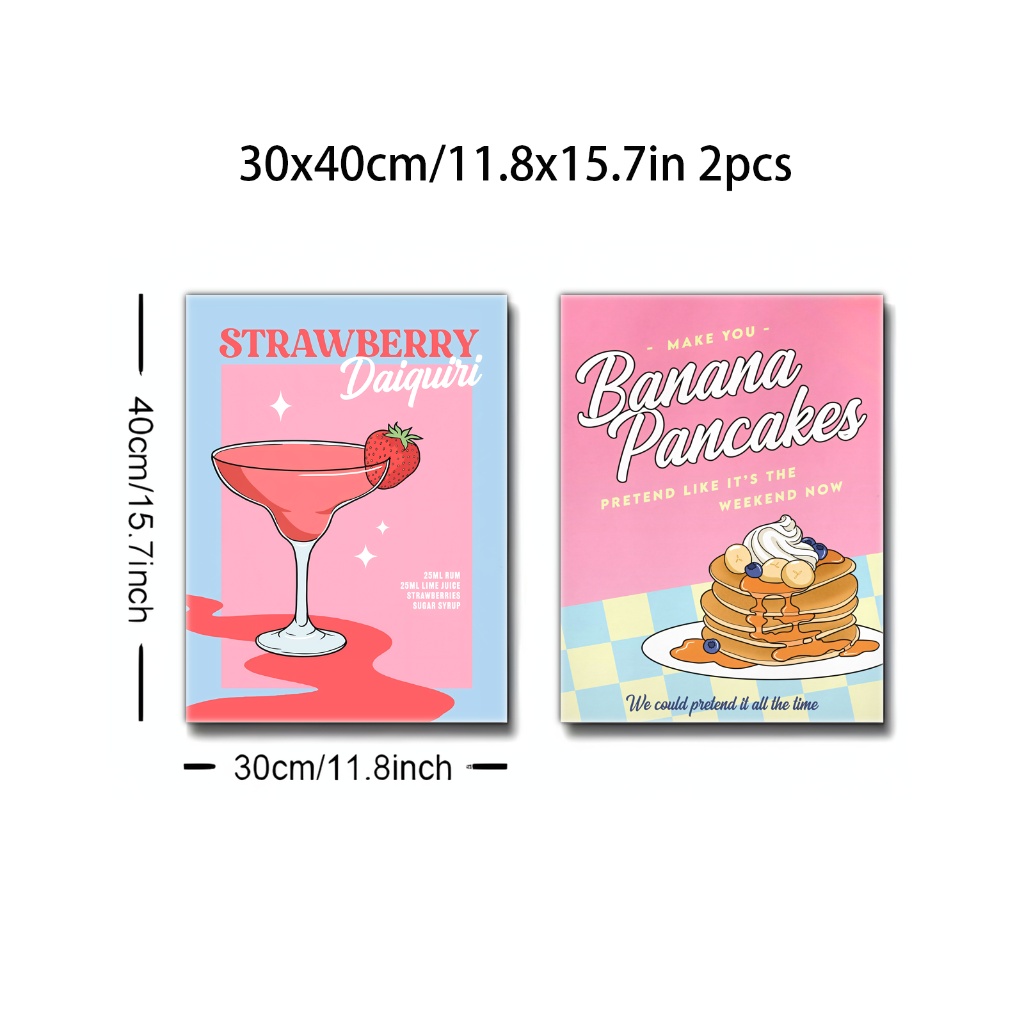 30x40cm/11.8x15.7in 2pcs
40cm/15.7inch
STRAWBERRY
Daiquiri
25ML RUM
25ML LIME JUICE
STRAWBERRIES
SUGAR SYRUP
30cm/11.8inch
- MAKE YOU -
Banana
Pancakes
PRETEND LIKE IT'S THE
WEEKEND NOW
We could pretend it all the time